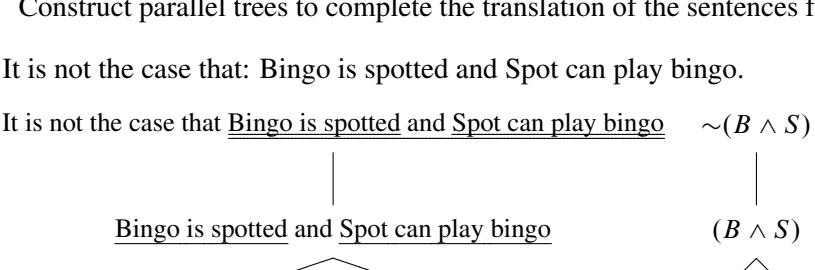 Construct parallel trees to complete the translation of the sentences f
It is not the case that: Bingo is spotted and Spot can play bingo.
It is not the case that Bingo is spotted and Spot can play bingo ∼(B ∧ S)
Bingo is spotted and Spot can play bingo (B ∧ S)